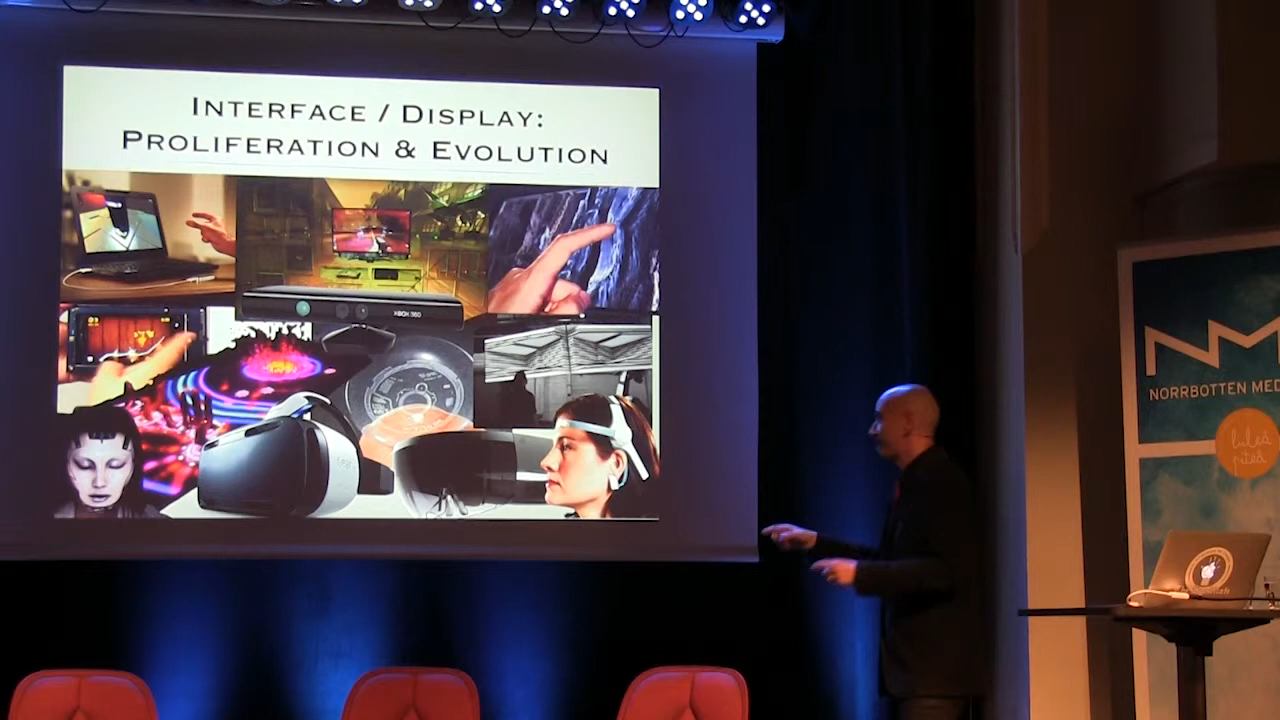 INTERFACE / DISPLAY:
PROLIFERATION & EVOLUTION
XBOX 360
NORRBOTTEN MED
luleå
piteå